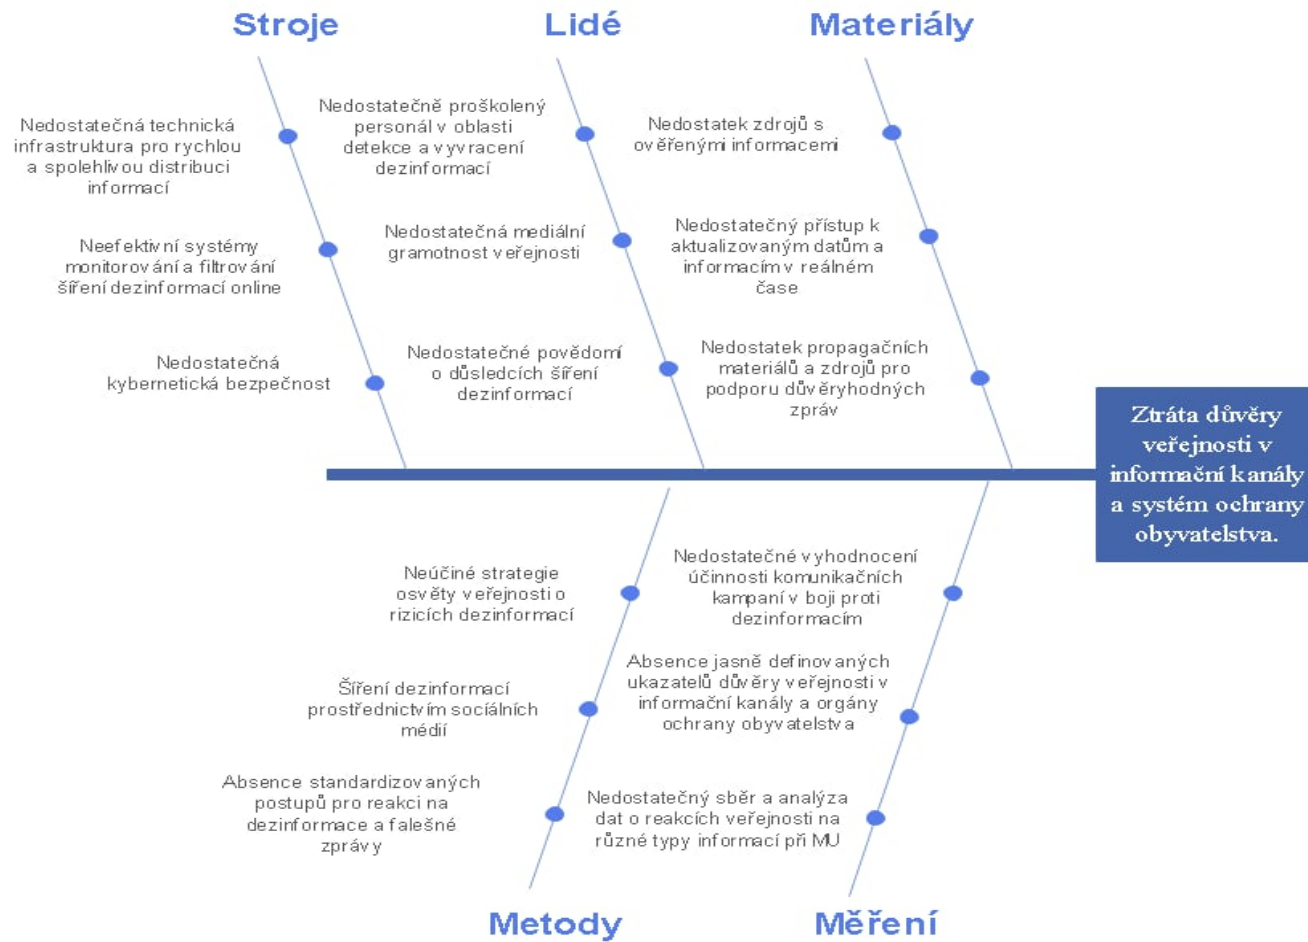 Stroje
Lidé
Materiály
Nedostatečná technická
infrastruktura pro rychlou
a spolehlivou distribuci
informací
Neefektivní systémy
monitorování a filtrování
šíření dezinformací online
Nedostatečná
kybernetická bezpečnost
Nedostatečně proškolený
personál v oblasti
detekce a vyvracení
dezinformací
Nedostatečná mediální
gramotnost veřejnosti
Nedostatečné povědomí
o důsledcích šíření
dezinformací
Nedostatek zdrojů s
ověřenými informacemi
Nedostatečný přístup k
aktualizovaným datům a
informacím v reálném
čase
Nedostatek propagačních
materiálů a zdrojů pro
podporu důvěryhodných
zpráv
Ztráta důvěry
veřejnosti v
informační kanály
a systém ochrany
obyvatelstva.
Neúčiné strategie
osvěty veřejnosti o
rizicích dezinformací
Šíření dezinformací
prostřednictvím sociálních
médií
Absence standardizovaných
postupů pro reakci na
dezinformace a falešné
zprávy
Nedostatečné vyhodnocení
účinnosti komunikačních
kampaní v boji proti
dezinformacím
Absence jasně definovaných
ukazatelů důvěry veřejnosti v
informační kanály a orgány
ochrany obyvatelstva
Nedostatečný sběr a analýza
dat o reakcích veřejnosti na
různé typy informací při MU
Metody
Měření